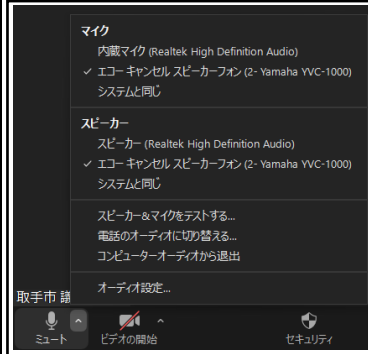 マイク
内蔵マイク (Realtek High Definition Audio)
✓ エコー キャンセル スピーカーフォン (2- Yamaha YVC-1000)
システムと同じ
スピーカー
スピーカー (Realtek High Definition Audio)
✓ エコー キャンセル スピーカーフォン (2- Yamaha YVC-1000)
システムと同じ
スピーカー&マイクをテストする...
電話のオーディオに切り替える...
コンピューターオーディオから退出
オーディオ設定...
取手市 議
ミュート ビデオの開始 セキュリティ